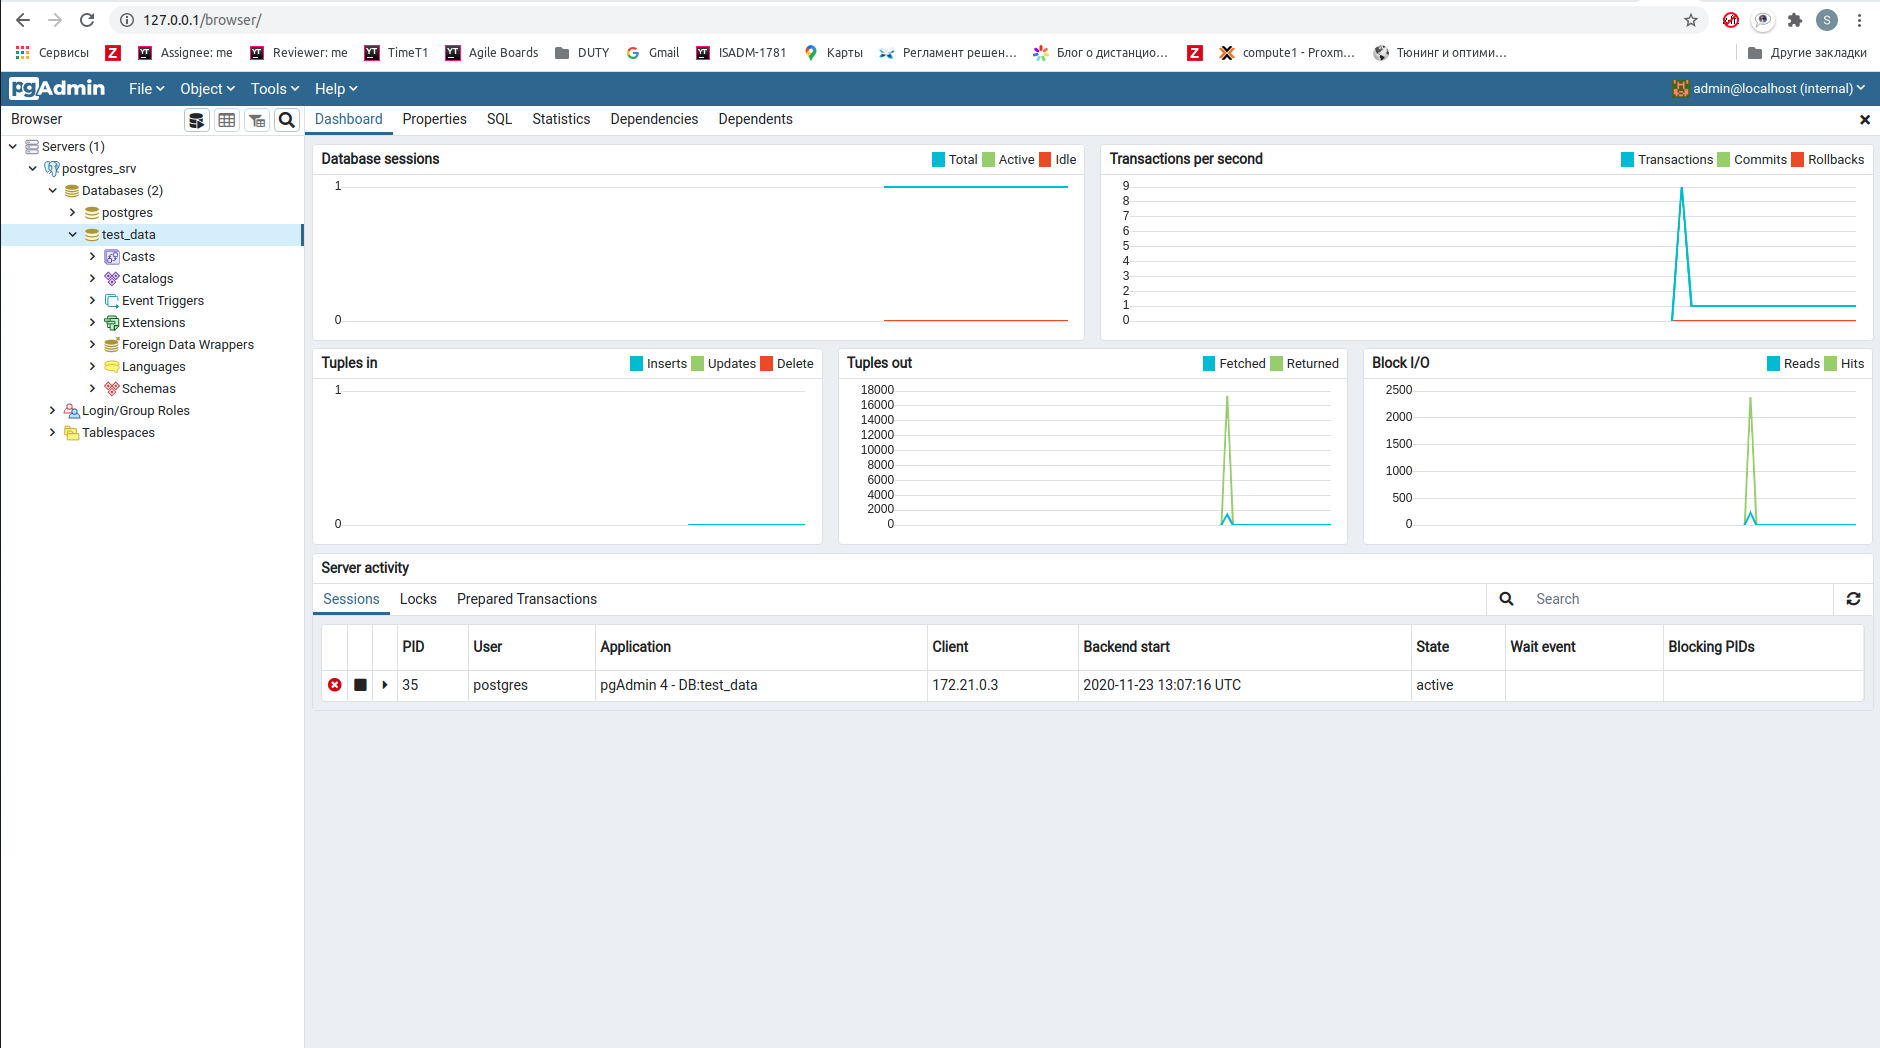 127.0.0.1/browser/
S
Сервисы Z YT Assignee: me YT Reviewer: me YT TimeT1 YT Agile Boards DUTY Gmail YT ISADM-1781 Карты Регламент решен... Блог о дистанцио... Z compute1 - Proxm... Тюнинг и оптими... Другие закладки
pgAdmin File Object Tools Help admin@localhost (internal)
Browser
Dashboard Properties SQL Statistics Dependencies Dependents
Servers (1)
postgres_srv
Databases (2)
postgres
test_data
Casts
Catalogs
Event Triggers
Extensions
Foreign Data Wrappers
Languages
Schemas
Login/Group Roles
Tablespaces
Database sessions Total Active Idle
1
0
Transactions per second Transactions Commits Rollbacks
9
8
7
6
5
4
3
2
1
0
Tuples in Inserts Updates Delete
1
0
Tuples out Fetched Returned
18000
16000
14000
12000
10000
8000
6000
4000
2000
0
Block I/O Reads Hits
2500
2000
1500
1000
500
0
Server activity
Sessions Locks Prepared Transactions Search
PID User Application Client Backend start State Wait event Blocking PIDs
35 postgres pgAdmin 4 - DB:test_data 172.21.0.3 2020-11-23 13:07:16 UTC active